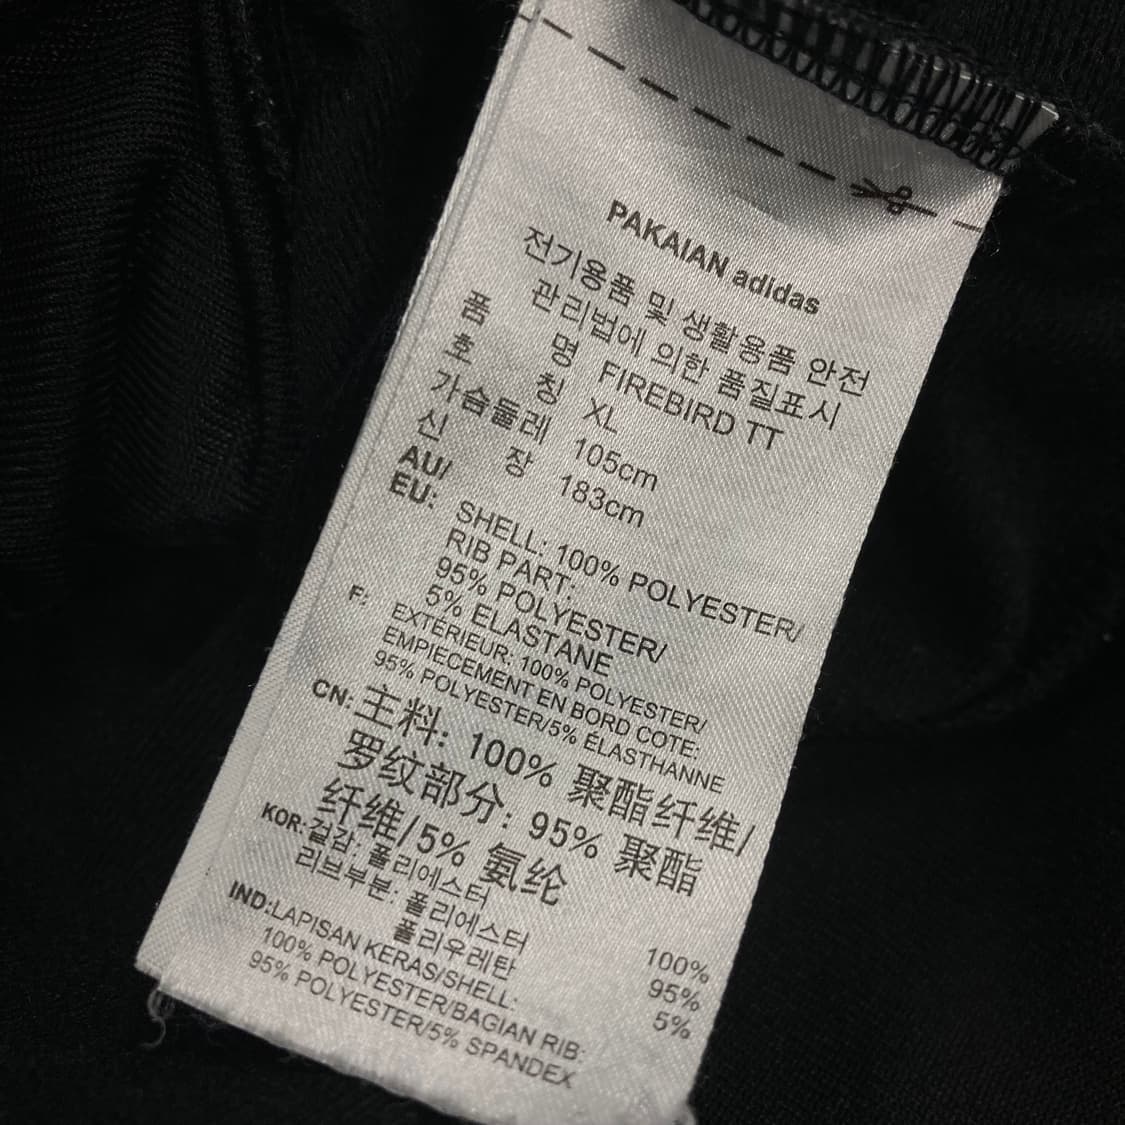 PAKAIAN adidas
전기용품 및 생활용품 안전
관리법에 의한 품질표시
품 명 FIREBIRD TT
호 칭 XL
가슴둘레 105cm
신 장 183cm
AU/
EU: SHELL: 100% POLYESTER/
RIB PART:
95% POLYESTER/
5% ELASTANE
F: EXTÉRIEUR: 100% POLYESTER/
EMPIECEMENT EN BORD COTE:
95% POLYESTER/5% ÉLASTHANNE
CN: 主料: 100% 聚酯纤维/
罗纹部分: 95% 聚酯
纤维/5% 氨纶
KOR: 겉감: 폴리에스터 100%
리브부분: 폴리에스터 95%
폴리우레탄 5%
IND:LAPISAN KERAS/SHELL:
100% POLYESTER/BAGIAN RIB:
95% POLYESTER/5% SPANDEX